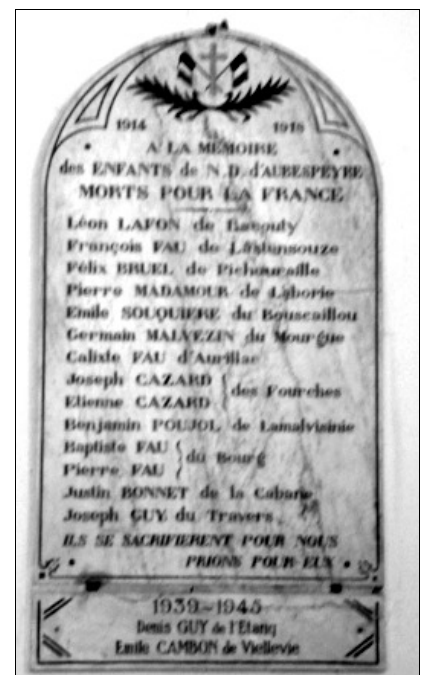 1914 1918
A LA MÉMOIRE
des ENFANTS de N.D. d'AUBESPEYRE
MORTS POUR LA FRANCE
Léon LAFON de
François FAU de Lastensouze
Félix BRUEL de
Pierre MADAMOUR de Laborie
Emile SOUQUIERE du Bouscaillou
Germain MALVEZIN du Mourgue
Calixte FAU d'Aurillac
Joseph CAZARD
Etienne CAZARD des Fourches
Benjamin POUJOL de Lamalvisinie
Baptiste FAU
Pierre FAU du Bourg
Justin BONNET de la Cabane
Joseph GUY du Travers
ILS SE SACRIFIERENT POUR NOUS
PRIONS POUR EUX
1939-1945
Denis GUY de l'Etang
Emile CAMBON de Viellevie